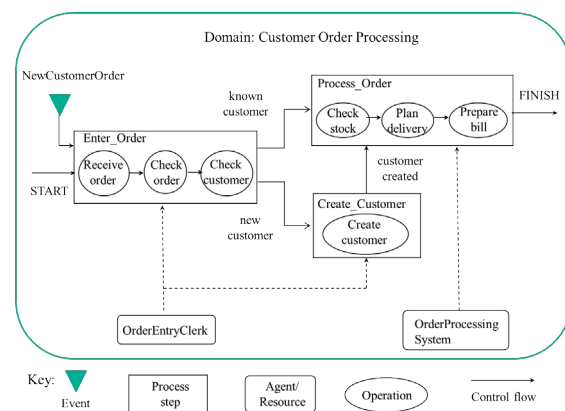 Domain: Customer Order Processing
NewCustomerOrder
Process_Order
FINISH
known
customer
Check
stock
Plan
delivery
Prepare
bill
Enter_Order
Receive
order
Check
order
Check
customer
START
customer
created
new
customer
Create_Customer
Create
customer
OrderEntryClerk
OrderProcessing
System
Key:
Event
Process
step
Agent/
Resource
Operation
Control flow